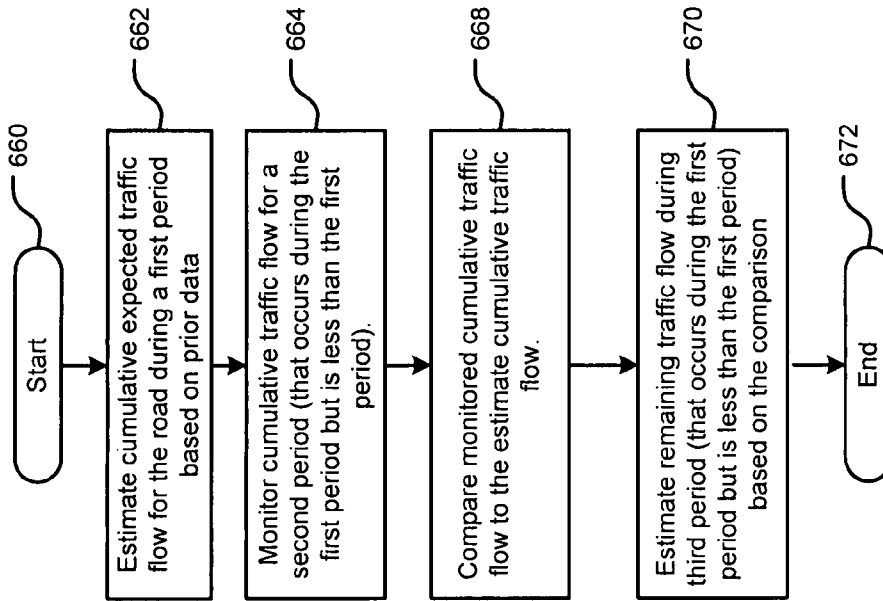 660
Start
662
Estimate cumulative expected traffic
flow for the road during a first period
based on prior data
664
Monitor cumulative traffic flow for a
second period (that occurs during the
first period but is less than the first
period).
668
Compare monitored cumulative traffic
flow to the estimate cumulative traffic
flow.
670
Estimate remaining traffic flow during
third period (that occurs during the first
period but is less than the first period)
based on the comparison
672
End